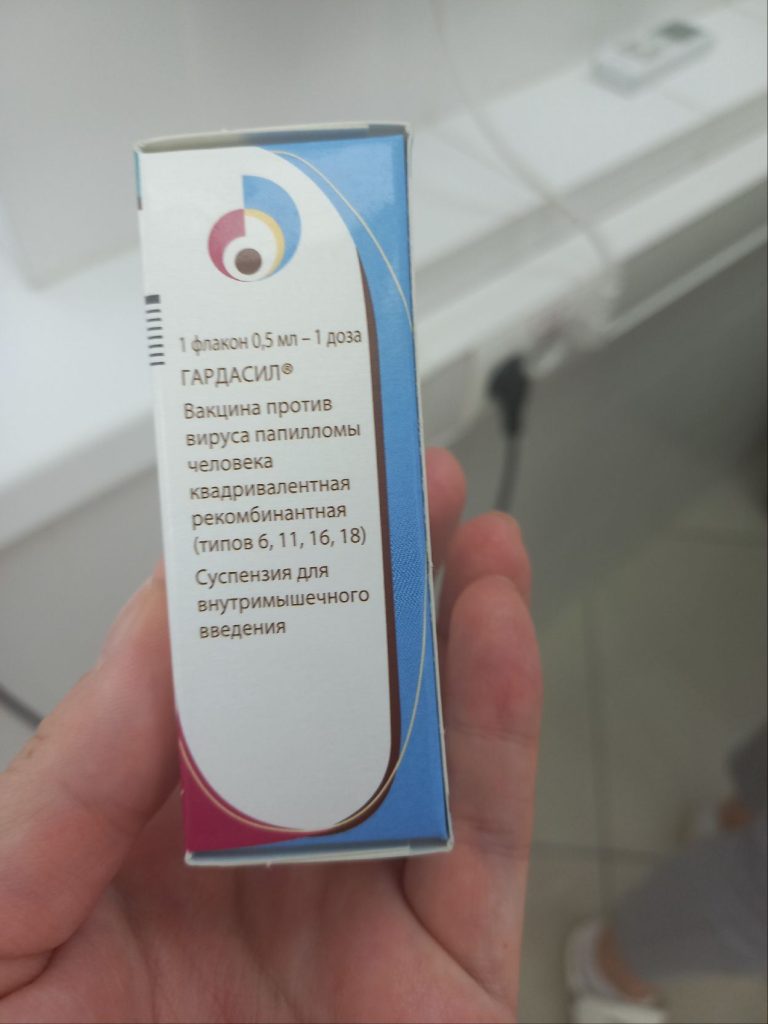 1 флакон 0,5 мл – 1 доза
ГАРДАСИЛ®
Вакцина против
вируса папилломы
человека
квадривалентная
рекомбинантная
(типов 6, 11, 16, 18)
Суспензия для
внутримышечного
введения